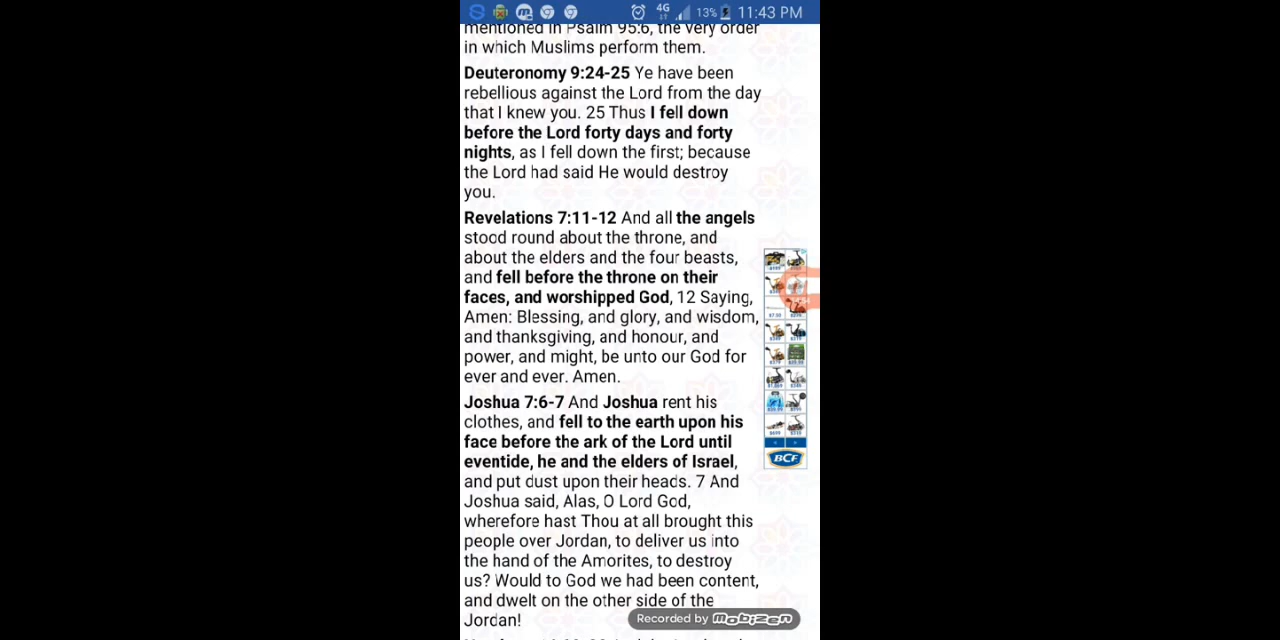 4G 13% 11:43 PM
mentioned in Psalm 95:6, the very order
in which Muslims perform them.
Deuteronomy 9:24-25 Ye have been
rebellious against the Lord from the day
that I knew you. 25 Thus I fell down
before the Lord forty days and forty
nights, as I fell down the first; because
the Lord had said He would destroy
you.
Revelations 7:11-12 And all the angels
stood round about the throne, and
about the elders and the four beasts,
and fell before the throne on their
faces, and worshipped God, 12 Saying,
Amen: Blessing, and glory, and wisdom,
and thanksgiving, and honour, and
power, and might, be unto our God for
ever and ever. Amen.
Joshua 7:6-7 And Joshua rent his
clothes, and fell to the earth upon his
face before the ark of the Lord until
eventide, he and the elders of Israel,
and put dust upon their heads. 7 And
Joshua said, Alas, O Lord God,
wherefore hast Thou at all brought this
people over Jordan, to deliver us into
the hand of the Amorites, to destroy
us? Would to God we had been content,
and dwelt on the other side of the
Jordan!
BCF
Recorded by mobizen